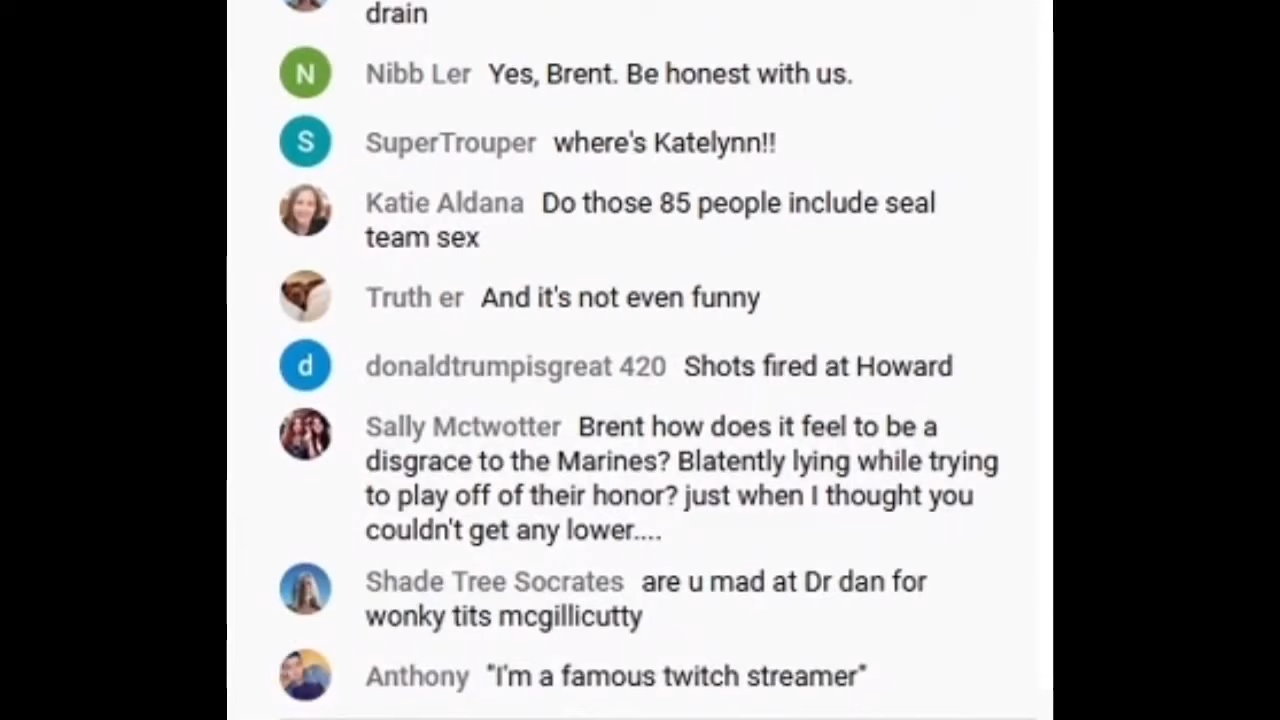 drain
N Nibb Ler Yes, Brent. Be honest with us.
S SuperTrouper where's Katelynn!!
Katie Aldana Do those 85 people include seal
team sex
Truth er And it's not even funny
d donaldtrumpisgreat 420 Shots fired at Howard
Sally Mctwotter Brent how does it feel to be a
disgrace to the Marines? Blatently lying while trying
to play off of their honor? just when I thought you
couldn't get any lower....
Shade Tree Socrates are u mad at Dr dan for
wonky tits mcgillicutty
Anthony "I'm a famous twitch streamer"